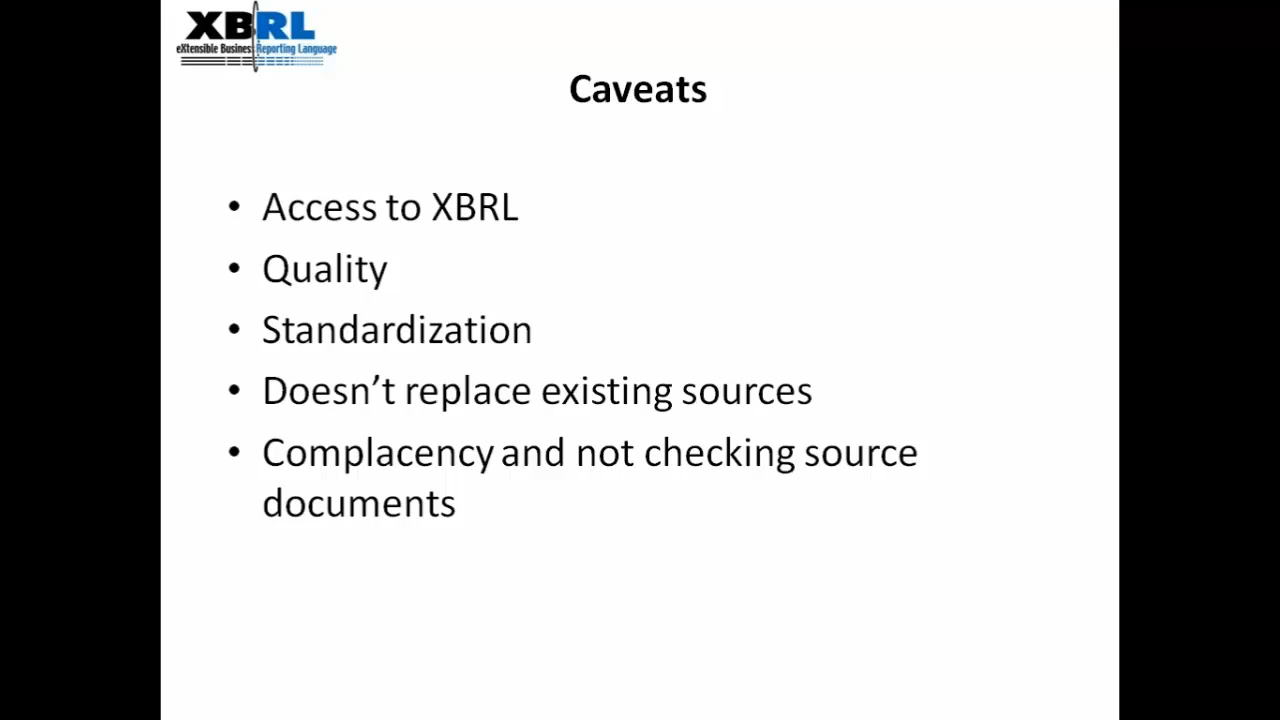 XBRL
eXtensible Business Reporting Language
Caveats
• Access to XBRL
• Quality
• Standardization
• Doesn’t replace existing sources
• Complacency and not checking source
documents